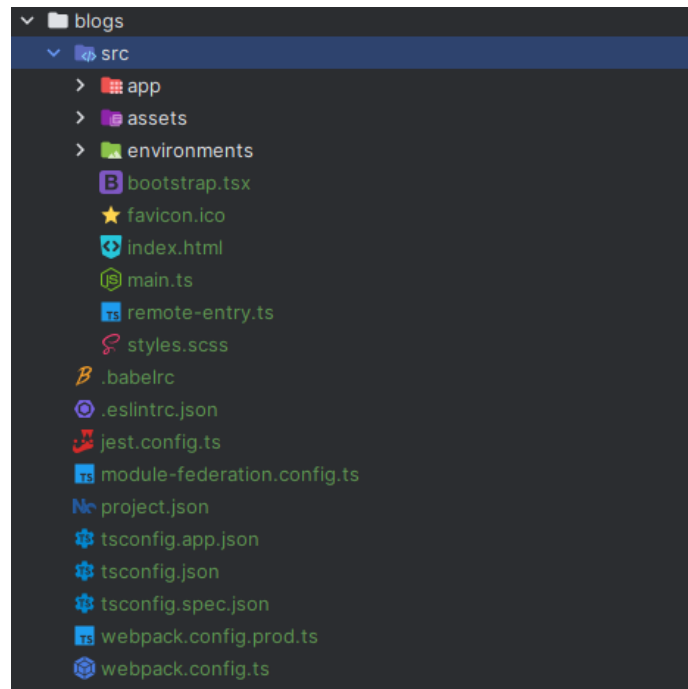 blogs
src
app
assets
environments
bootstrap.tsx
favicon.ico
index.html
main.ts
remote-entry.ts
styles.scss
.babelrc
.eslintrc.json
jest.config.ts
module-federation.config.ts
project.json
tsconfig.app.json
tsconfig.json
tsconfig.spec.json
webpack.config.prod.ts
webpack.config.ts